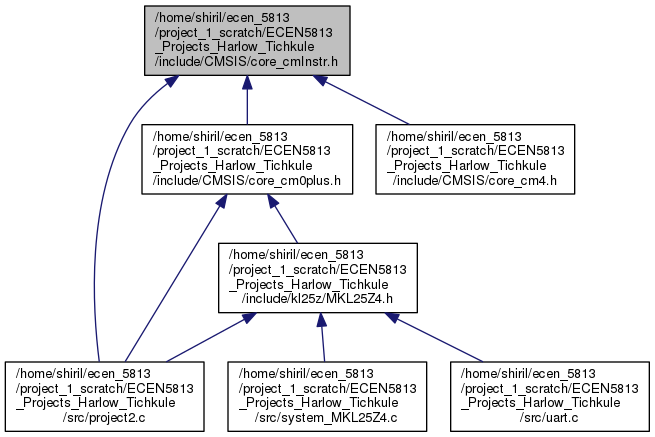 /home/shiril/ecen_5813
/project_1_scratch/ECEN5813
_Projects_Harlow_Tichkule
/include/CMSIS/core_cmInstr.h
/home/shiril/ecen_5813
/project_1_scratch/ECEN5813
_Projects_Harlow_Tichkule
/include/CMSIS/core_cm0plus.h
/home/shiril/ecen_5813
/project_1_scratch/ECEN5813
_Projects_Harlow_Tichkule
/include/CMSIS/core_cm4.h
/home/shiril/ecen_5813
/project_1_scratch/ECEN5813
_Projects_Harlow_Tichkule
/include/kl25z/MKL25Z4.h
/home/shiril/ecen_5813
/project_1_scratch/ECEN5813
_Projects_Harlow_Tichkule
/src/project2.c
/home/shiril/ecen_5813
/project_1_scratch/ECEN5813
_Projects_Harlow_Tichkule
/src/system_MKL25Z4.c
/home/shiril/ecen_5813
/project_1_scratch/ECEN5813
_Projects_Harlow_Tichkule
/src/uart.c